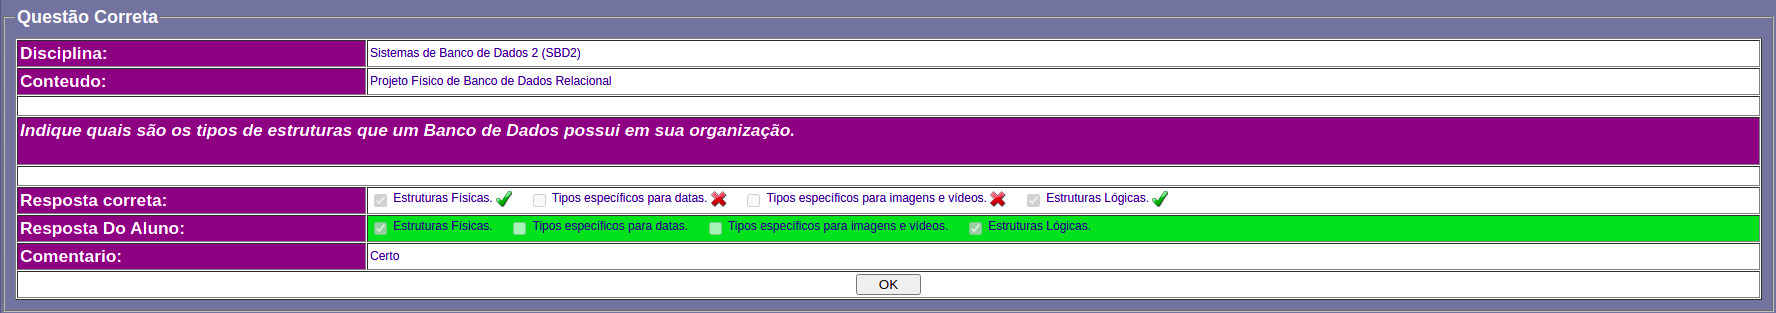 Questão Correta
Disciplina: Sistemas de Banco de Dados 2 (SBD2)
Conteudo: Projeto Físico de Banco de Dados Relacional
Indique quais são os tipos de estruturas que um Banco de Dados possui em sua organização.
Resposta correta: Estruturas Físicas. Tipos específicos para datas. Tipos específicos para imagens e vídeos. Estruturas Lógicas.
Resposta Do Aluno: Estruturas Físicas. Tipos específicos para datas. Tipos específicos para imagens e vídeos. Estruturas Lógicas.
Comentario: Certo
OK